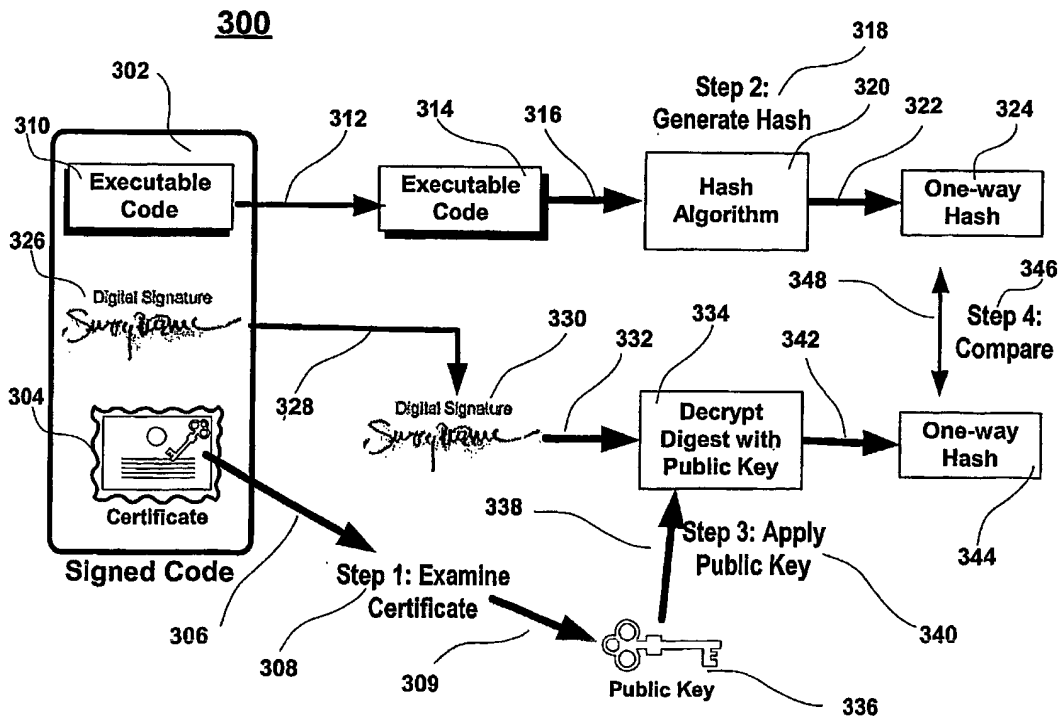 300
302
318
310
312
314
316
Step 2:
Generate Hash
320
322
324
Executable
Code
Executable
Code
Hash
Algorithm
One-way
Hash
326
Digital Signature
348
346
Step 4:
Compare
330
332
334
342
304
328
Digital Signature
Decrypt
Digest with
Public Key
One-way
Hash
Certificate
338
Step 3: Apply
Public Key
344
Signed Code
Step 1: Examine
Certificate
306
308
309
340
Public Key
336